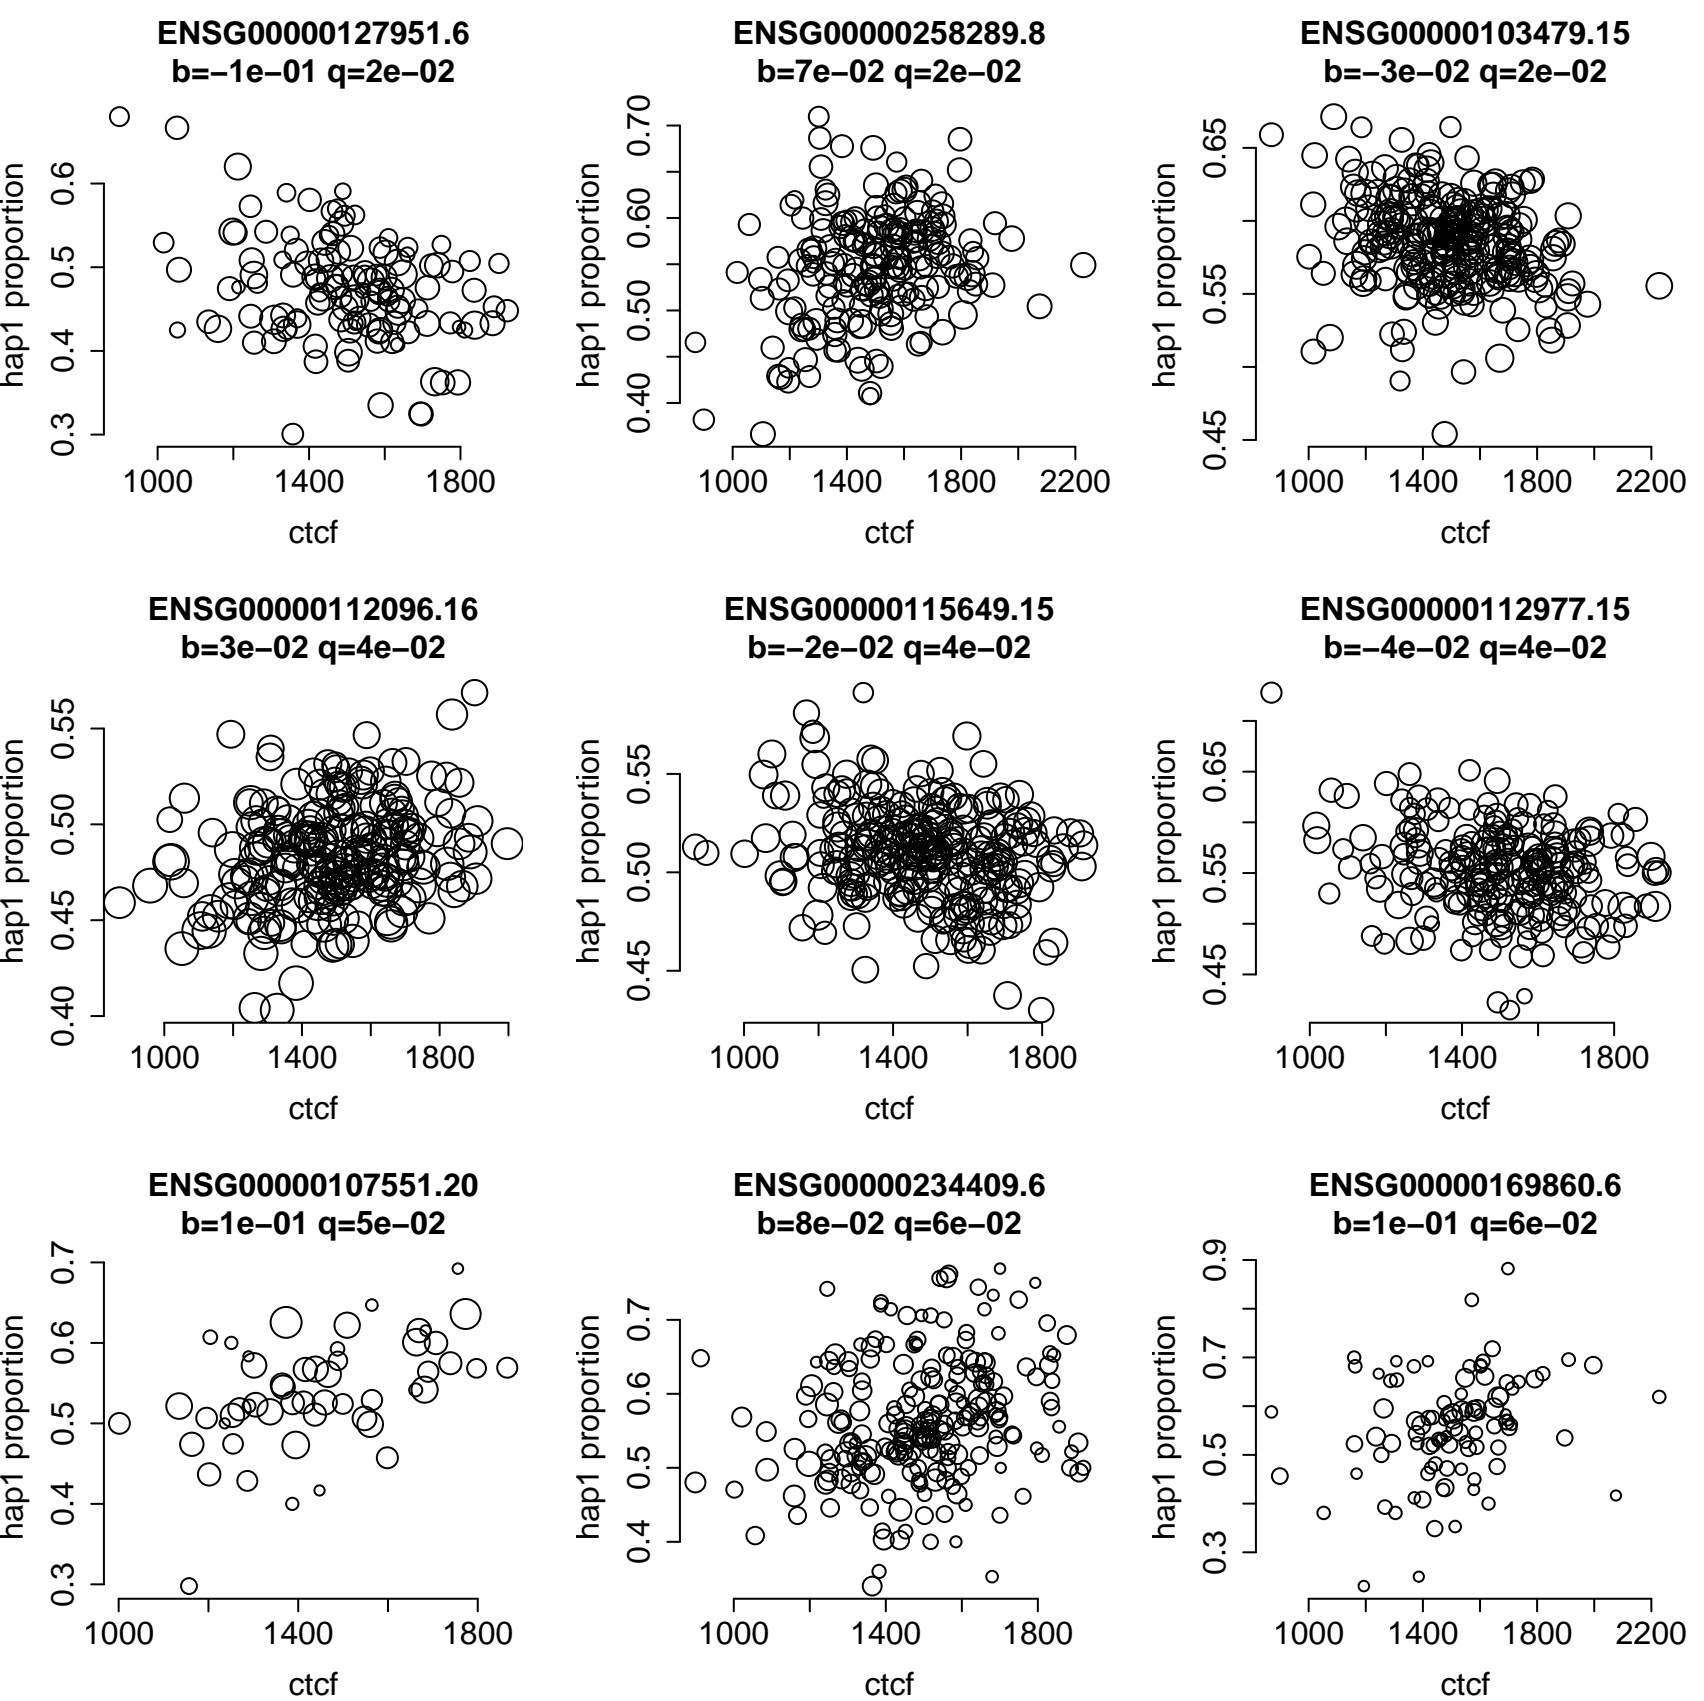 ENSG00000127951.6
b=−1e−01 q=2e−02
hap1 proportion
0.3 0.4 0.5 0.6
1000 1400 1800
ctcf
ENSG00000258289.8
b=7e−02 q=2e−02
hap1 proportion
0.40 0.50 0.60 0.70
1000 1400 1800 2200
ctcf
ENSG00000103479.15
b=−3e−02 q=2e−02
hap1 proportion
0.45 0.55 0.65
1000 1400 1800 2200
ctcf
ENSG00000112096.16
b=3e−02 q=4e−02
hap1 proportion
0.40 0.45 0.50 0.55
1000 1400 1800
ctcf
ENSG00000115649.15
b=−2e−02 q=4e−02
hap1 proportion
0.45 0.50 0.55
1000 1400 1800
ctcf
ENSG00000112977.15
b=−4e−02 q=4e−02
hap1 proportion
0.45 0.55 0.65
1000 1400 1800
ctcf
ENSG00000107551.20
b=1e−01 q=5e−02
hap1 proportion
0.3 0.4 0.5 0.6 0.7
1000 1400 1800
ctcf
ENSG00000234409.6
b=8e−02 q=6e−02
hap1 proportion
0.4 0.5 0.6 0.7
1000 1400 1800
ctcf
ENSG00000169860.6
b=1e−01 q=6e−02
hap1 proportion
0.3 0.5 0.7 0.9
1000 1400 1800 2200
ctcf